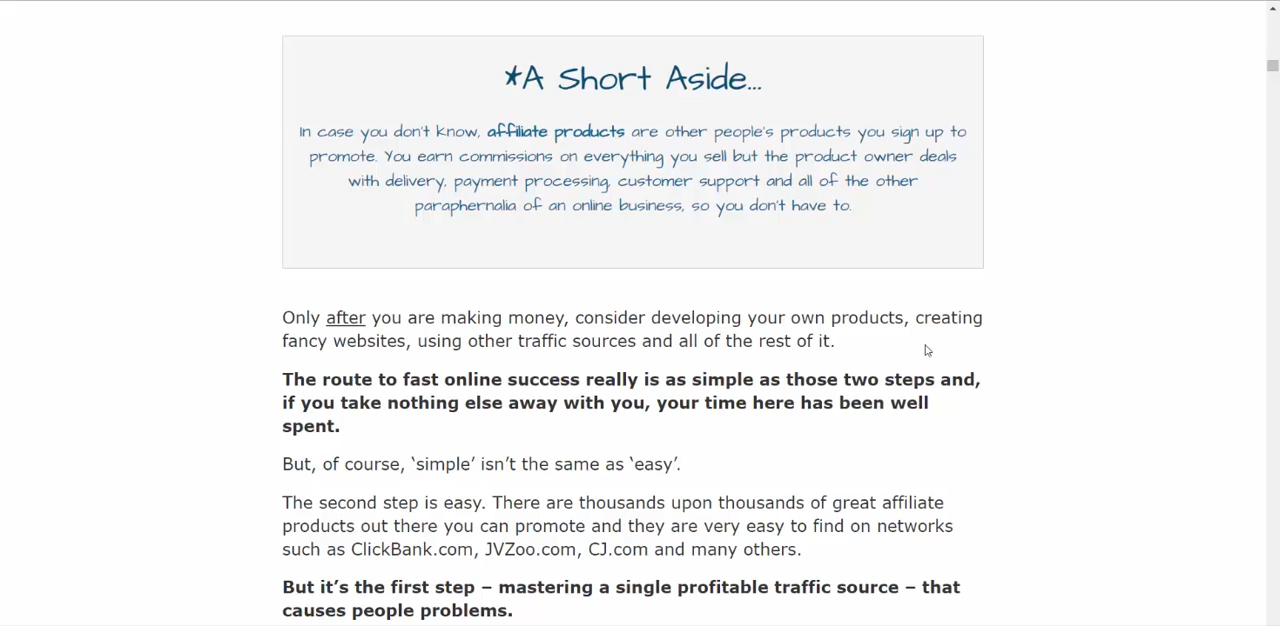 *A Short Aside...
In case you don't know, affiliate products are other people's products you sign up to
promote. You earn commissions on everything you sell but the product owner deals
with delivery, payment processing, customer support and all of the other
paraphernalia of an online business, so you don't have to.
Only after you are making money, consider developing your own products, creating
fancy websites, using other traffic sources and all of the rest of it.
The route to fast online success really is as simple as those two steps and,
if you take nothing else away with you, your time here has been well
spent.
But, of course, ‘simple’ isn’t the same as ‘easy’.
The second step is easy. There are thousands upon thousands of great affiliate
products out there you can promote and they are very easy to find on networks
such as ClickBank.com, JVZoo.com, CJ.com and many others.
But it’s the first step – mastering a single profitable traffic source – that
causes people problems.